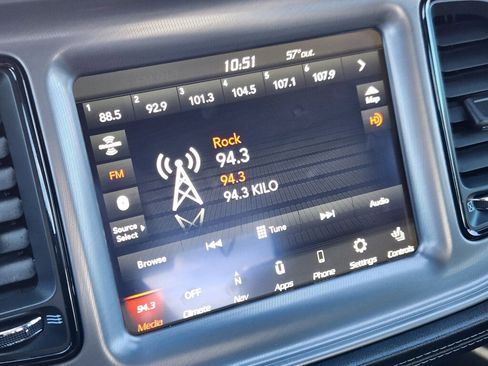 10:51 57°out.
1 88.5 2 92.9 3 101.3 4 104.5 5 107.1 6 107.9
Map
Rock
94.3
FM
94.3
94.3 KILO
Source
Select
Browse Tune Audio
94.3 OFF N
Media Climate Nav Apps Phone Settings Controls